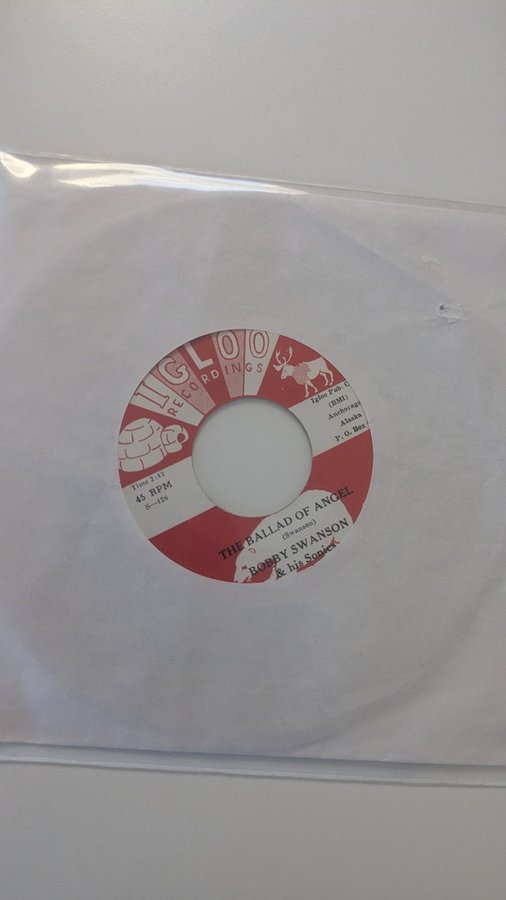 IGLOO
RECORDINGS
Igloo Pub. C
(BMI)
Anchorage
Alaska
P. O. Box
Time 2:42
45 RPM
S—126
THE BALLAD OF ANGEL
(Swanson)
BOBBY SWANSON
& his Sonics